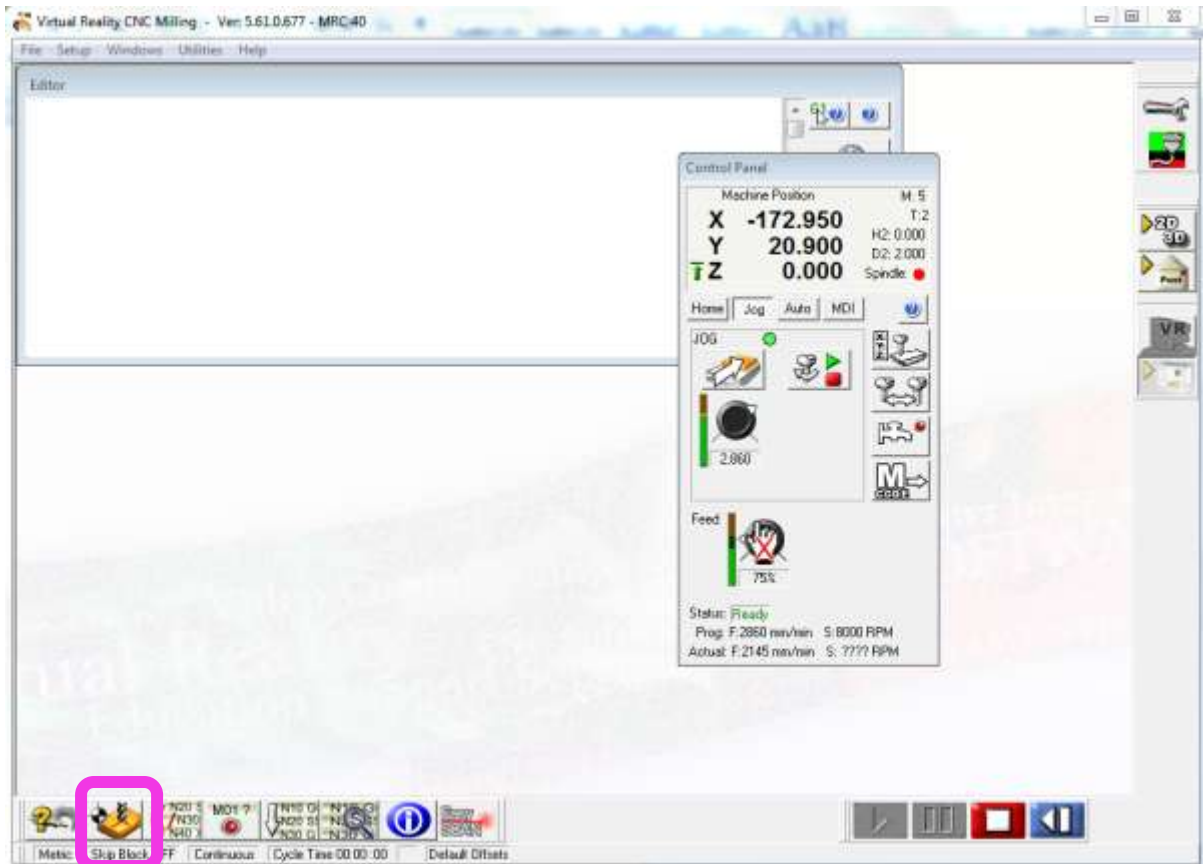 Virtual Reality CNC Milling - Ver: 5.61.0.677 - MRC:40
File Setup Windows Utilities Help
Editor
Control Panel
Machine Position M: 5
X -172.950 T:2
H2: 0.000
Y 20.900 D2: 2.000
Z 0.000 Spindle:
Home Jog Auto MDI
JOG
2.860
M
Feed
75%
Status: Ready
Prog: F:2860 mm/min S:8000 RPM
Actual: F:2145 mm/min S: ???? RPM
2D
3D
Post
VR
M01 ?
Metric Skip Block FF Continuous Cycle Time 00:00:00 Default Offsets